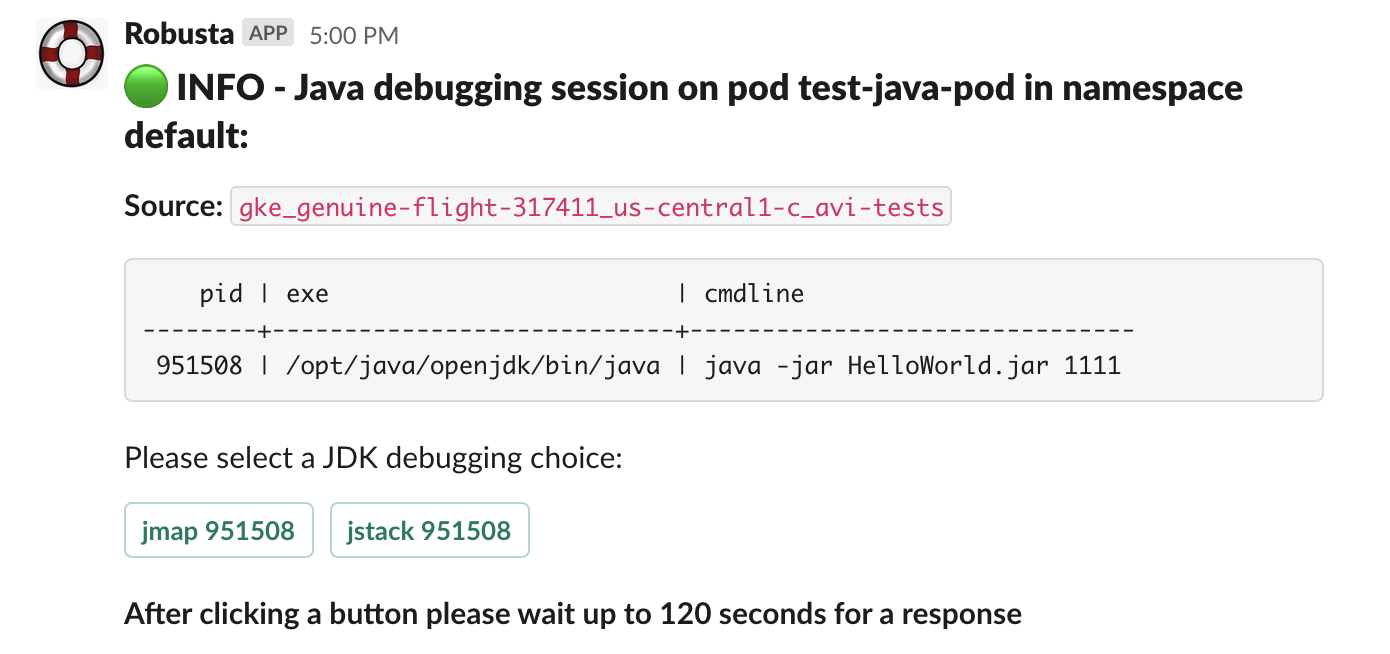 Robusta APP 5:00 PM
INFO - Java debugging session on pod test-java-pod in namespace
default:
Source: gke_genuine-flight-317411_us-central1-c_avi-tests
pid | exe | cmdline
--------+----------------------------+-------------------------------
951508 | /opt/java/openjdk/bin/java | java -jar HelloWorld.jar 1111
Please select a JDK debugging choice:
jmap 951508 jstack 951508
After clicking a button please wait up to 120 seconds for a response